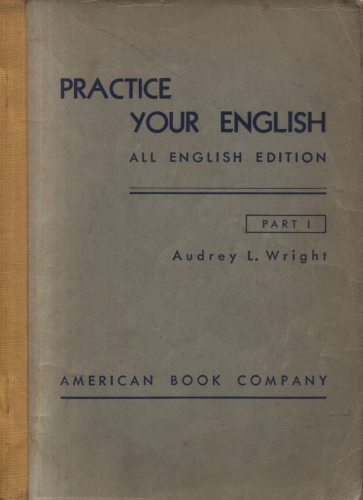 PRACTICE
YOUR ENGLISH
ALL ENGLISH EDITION
PART I
Audrey L. Wright
AMERICAN BOOK COMPANY